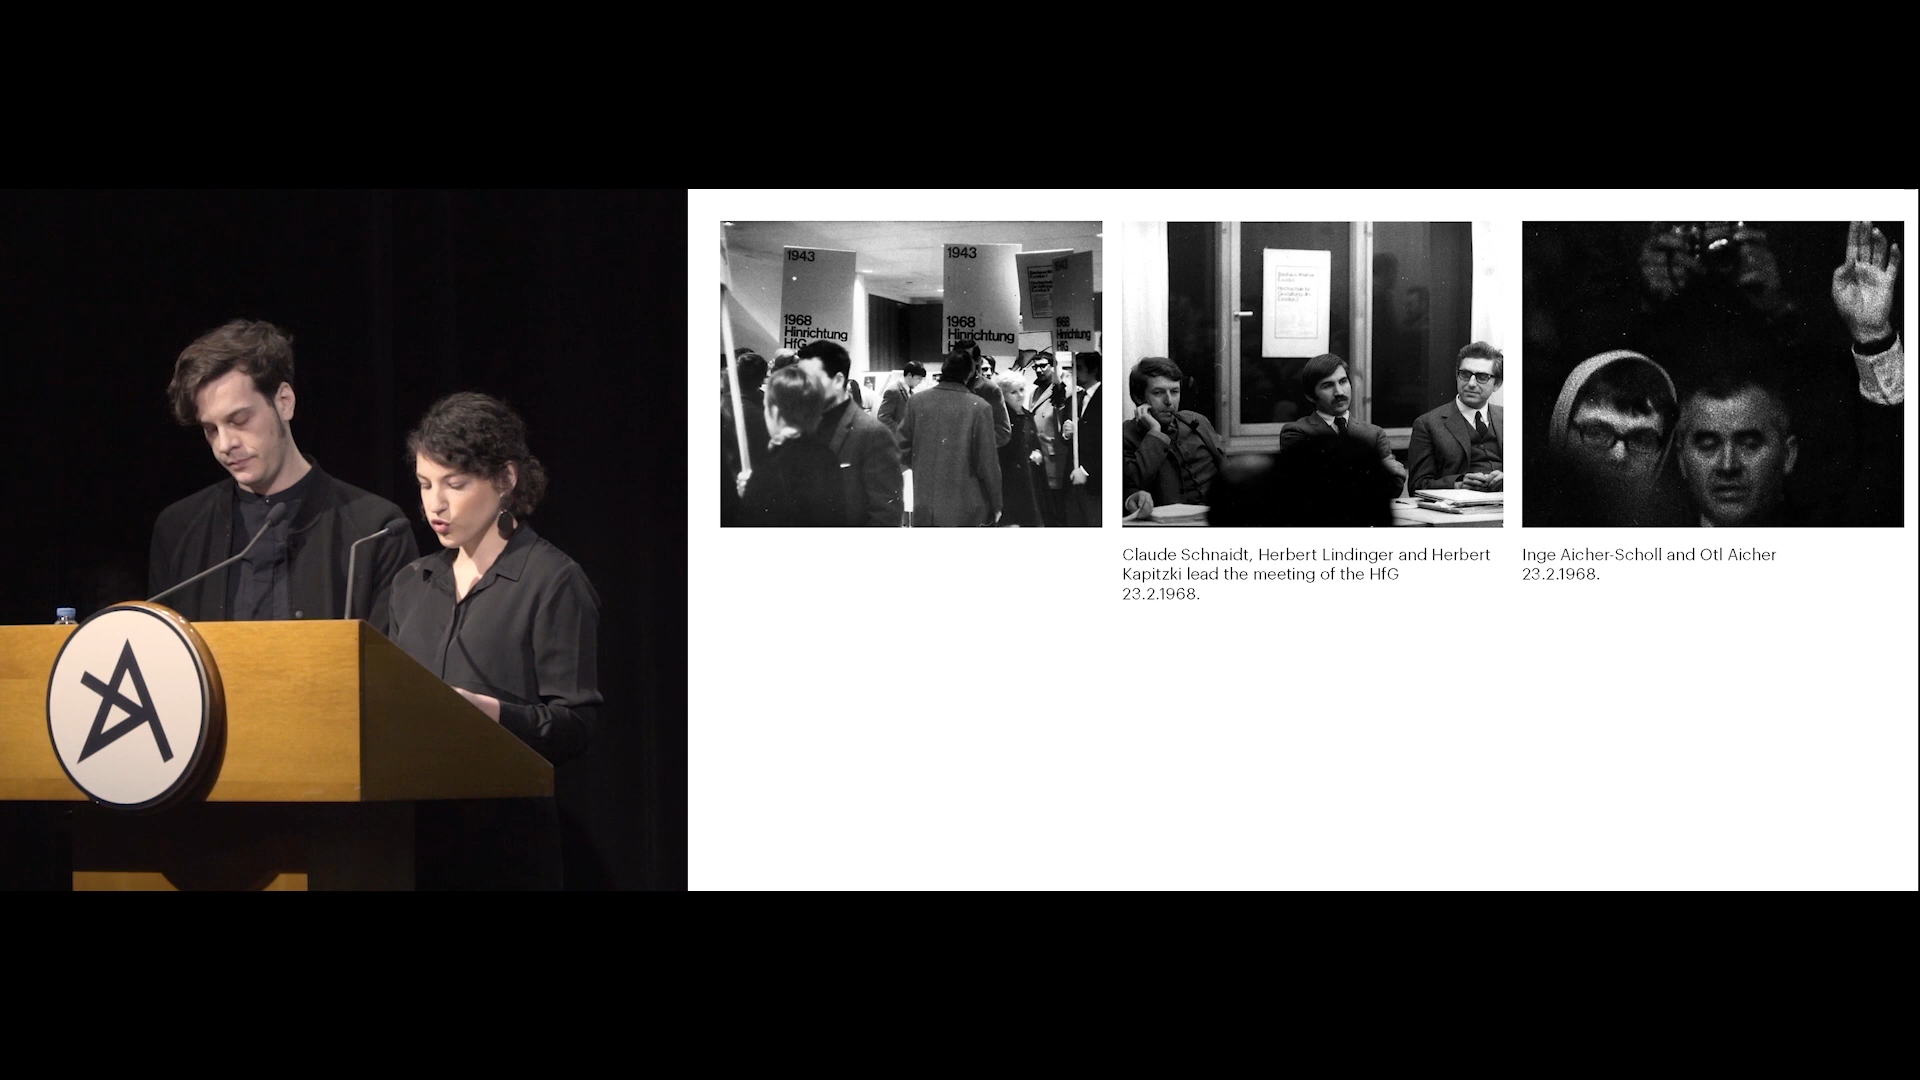 1943
1968
Hinrichtung
HfG
1943
1968
Hinrichtung
1968
Hinrichtung
HfG
Claude Schnaidt, Herbert Lindinger and Herbert
Kapitzki lead the meeting of the HfG
23.2.1968.
Inge Aicher-Scholl and Otl Aicher
23.2.1968.